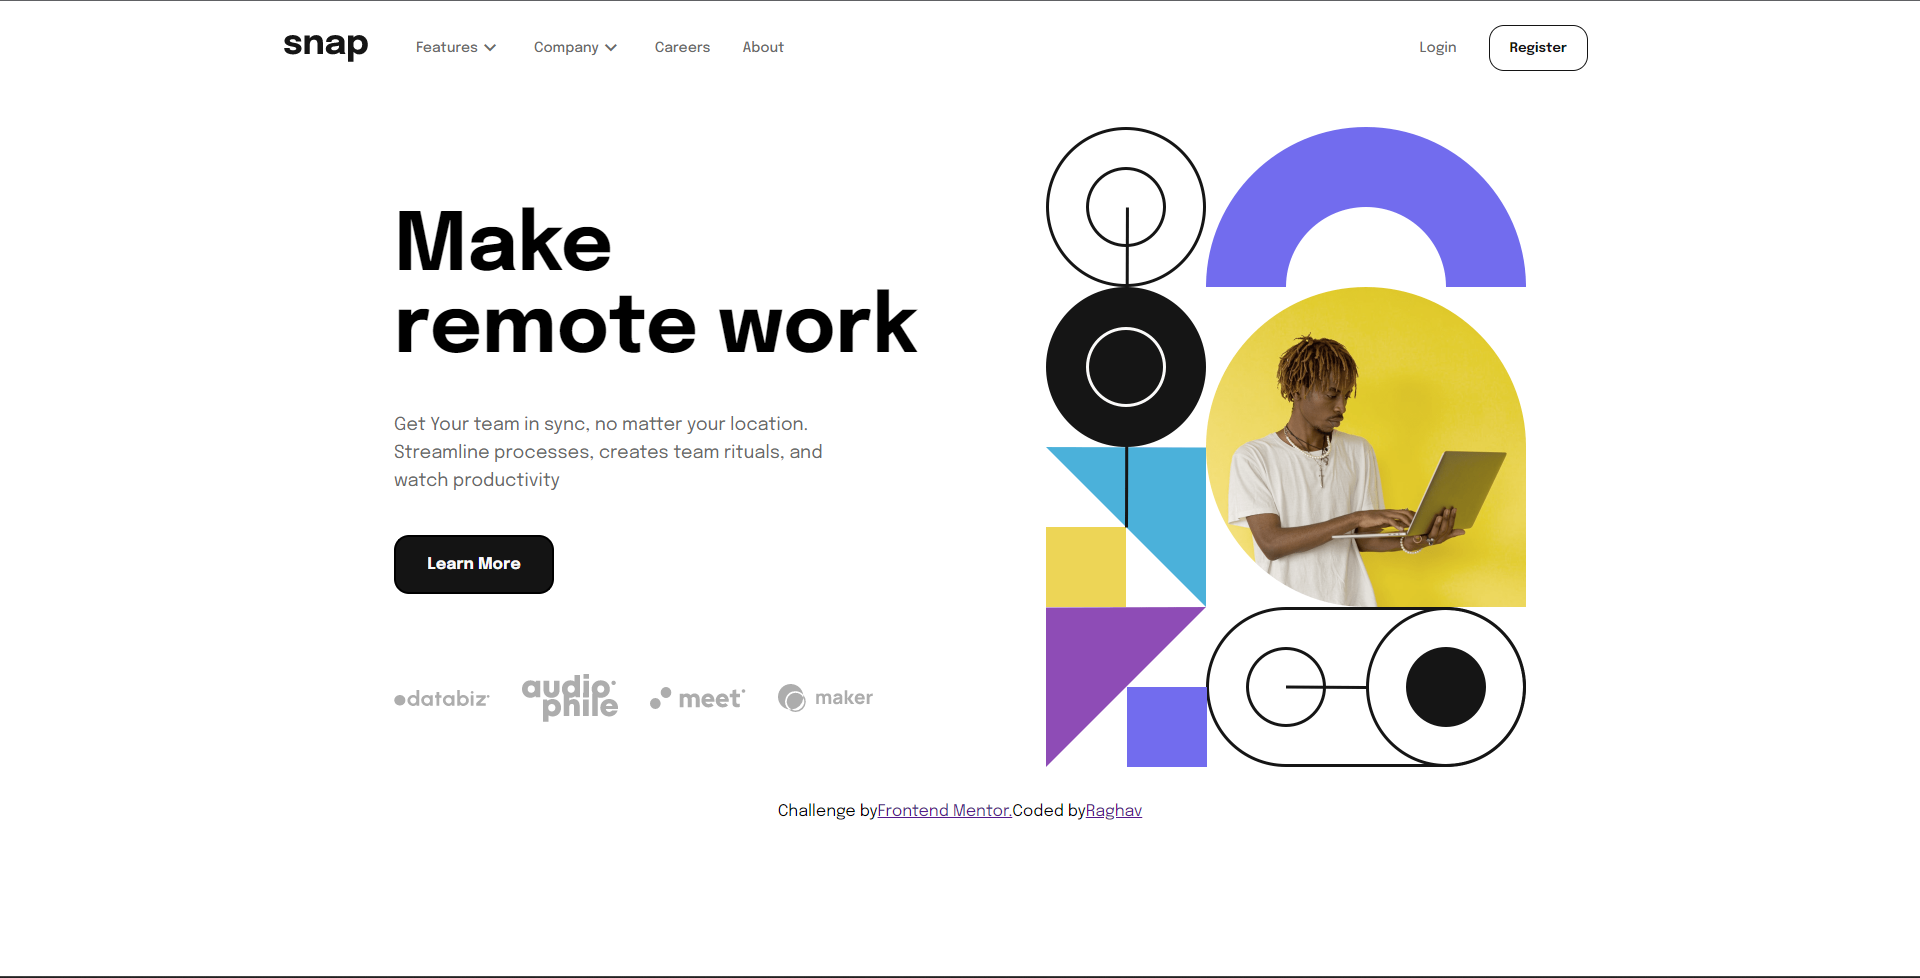 snap Features Company Careers About Login Register
Make
remote work
Get Your team in sync, no matter your location.
Streamline processes, creates team rituals, and
watch productivity
Learn More
databiz audiophile meet maker
Challenge byFrontend Mentor.Coded byRaghav